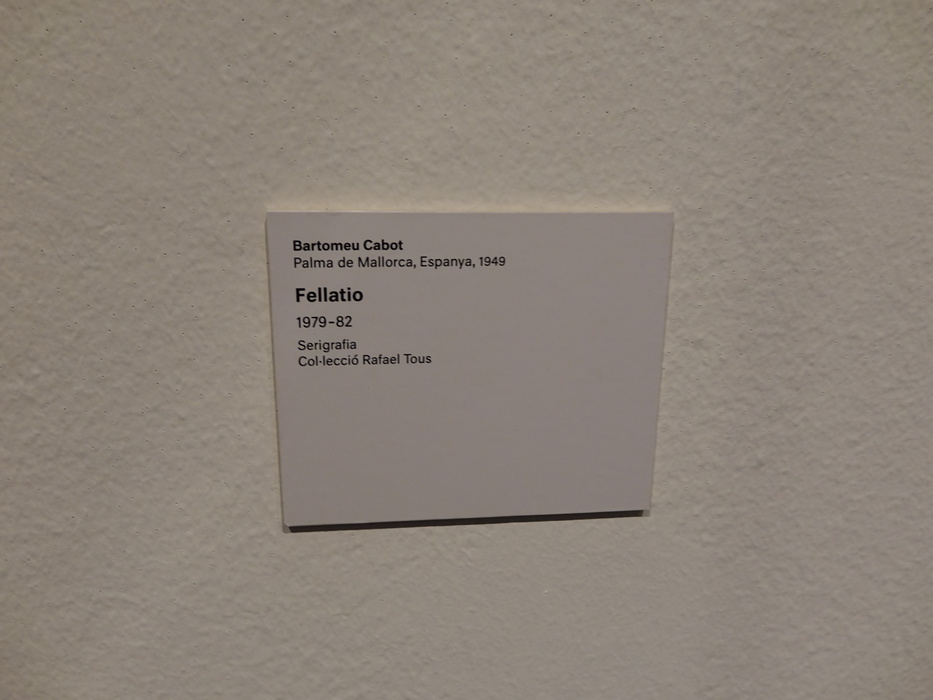 Bartomeu Cabot
Palma de Mallorca, Espanya, 1949
Fellatio
1979-82
Serigrafia
Col·lecció Rafael Tous